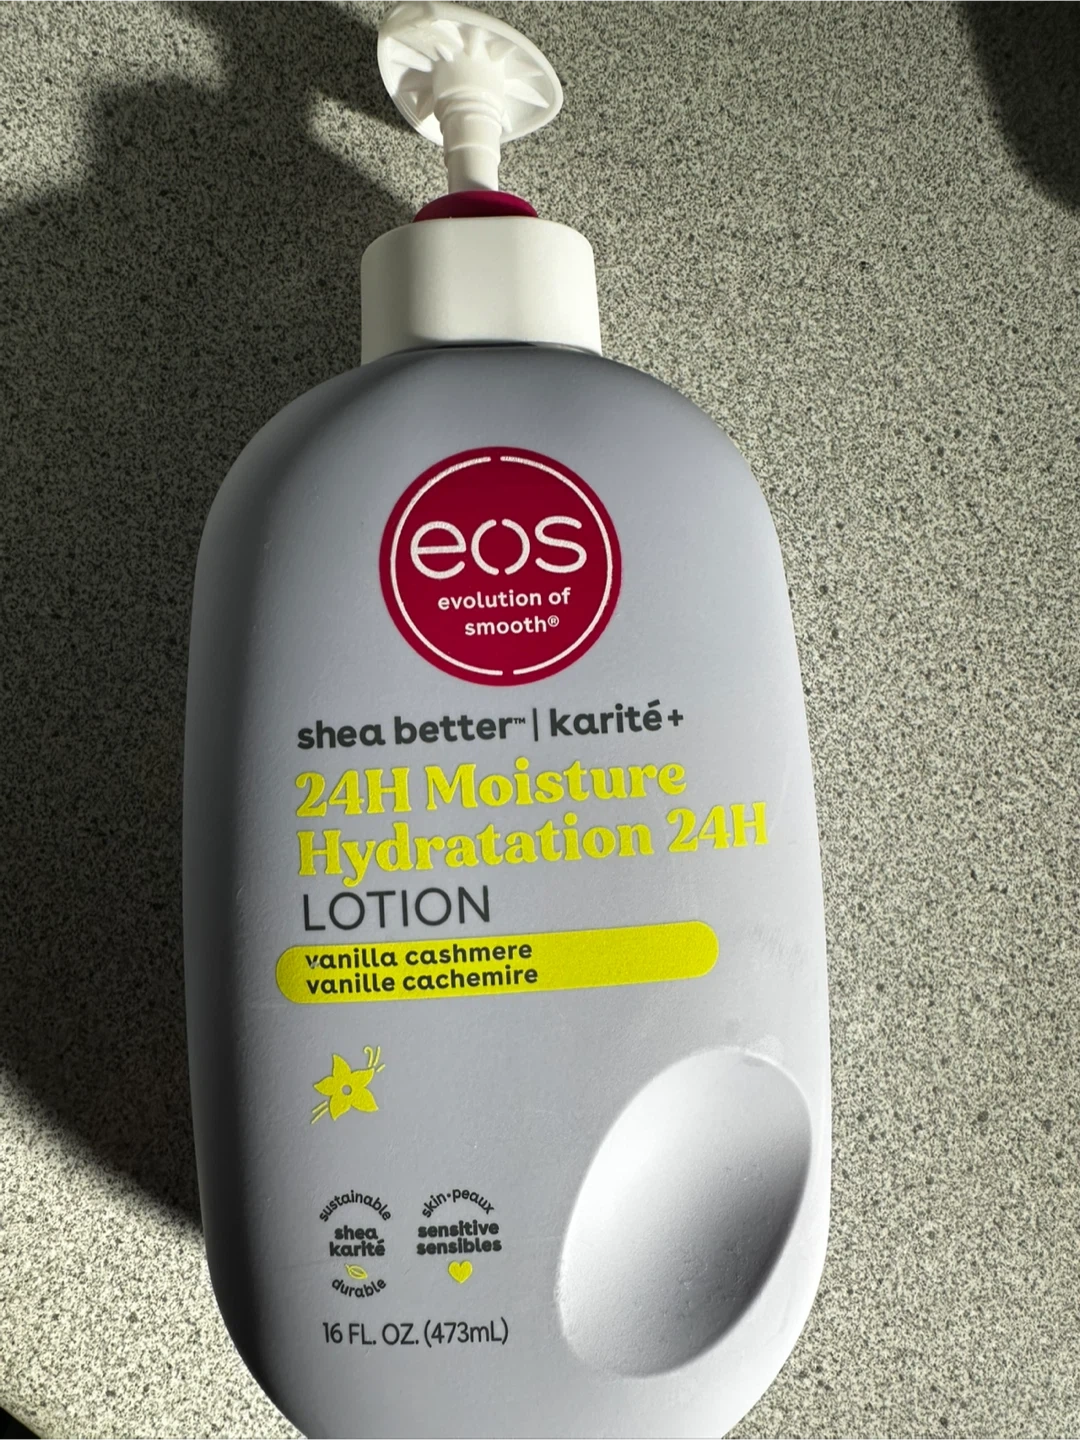 eos
evolution of
smooth®
shea better™ | karité+
24H Moisture
Hydratation 24H
LOTION
vanilla cashmere
vanille cachemire
sustainable
shea
karité
durable
skin•peaux
sensitive
sensibles
16 FL. OZ. (473mL)